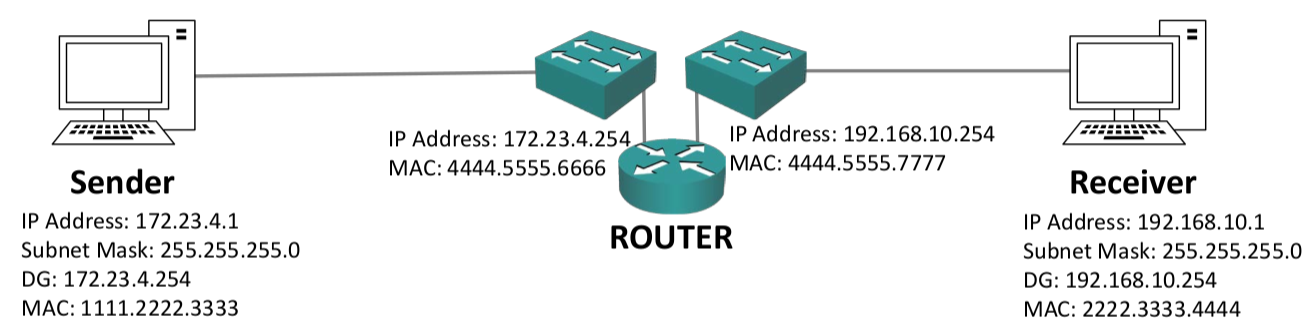 IP Address: 172.23.4.254
MAC: 4444.5555.6666
IP Address: 192.168.10.254
MAC: 4444.5555.7777
Sender
IP Address: 172.23.4.1
Subnet Mask: 255.255.255.0
DG: 172.23.4.254
MAC: 1111.2222.3333
ROUTER
Receiver
IP Address: 192.168.10.1
Subnet Mask: 255.255.255.0
DG: 192.168.10.254
MAC: 2222.3333.4444